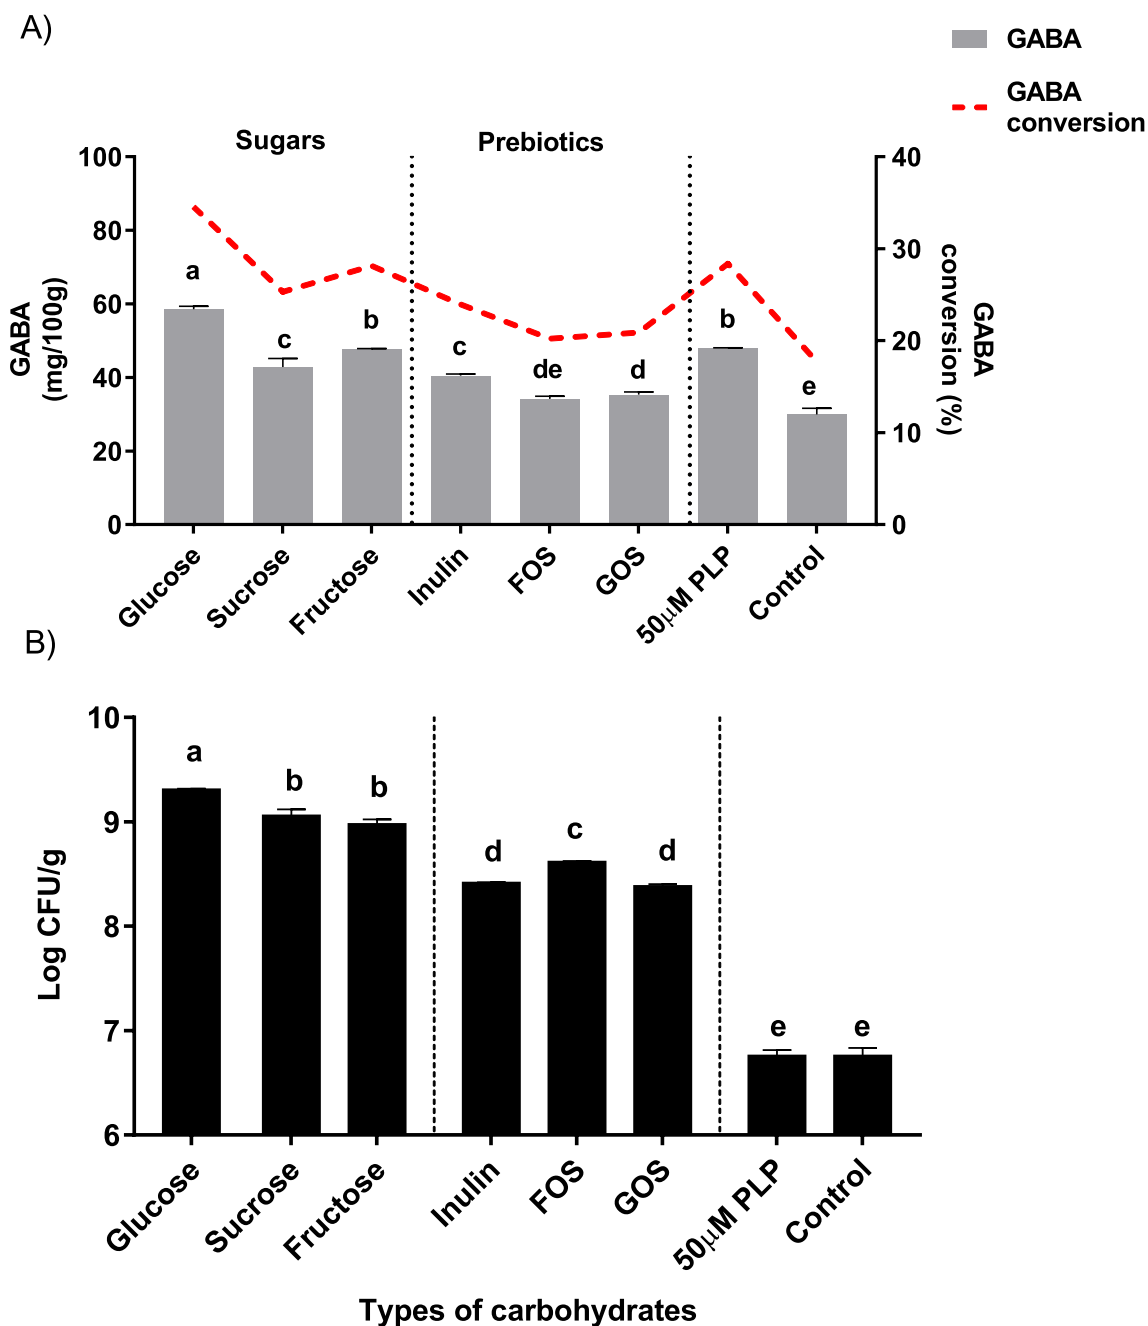 A)
GABA
GABA
conversion
Sugars
Prebiotics
100
80
60
40
20
0
GABA
(mg/100g)
a
c
b
c
de
d
b
e
40
30
20
10
0
GABA
conversion (%)
Glucose
Sucrose
Fructose
Inulin
FOS
GOS
50μM PLP
Control
B)
10
9
8
7
6
Log CFU/g
a
b
b
d
c
d
e
e
Glucose
Sucrose
Fructose
Inulin
FOS
GOS
50μM PLP
Control
Types of carbohydrates